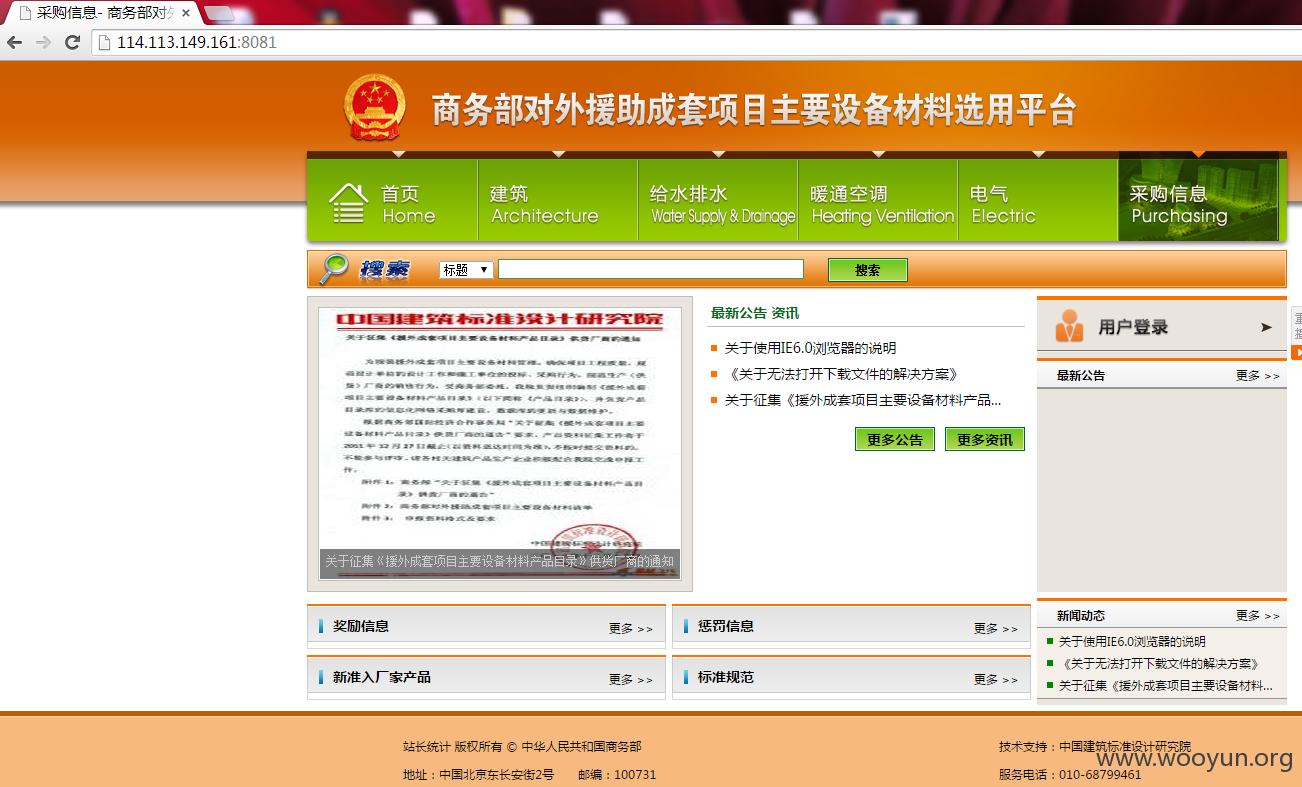 采购信息- 商务部对外
114.113.149.161:8081
商务部对外援助成套项目主要设备材料选用平台
首页
Home
建筑
Architecture
给水排水
Water Supply & Drainage
暖通空调
Heating Ventilation
电气
Electric
采购信息
Purchasing
搜索
标题
搜索
中国建筑标准设计研究院
关于征集《援外成套项目主要设备材料产品目录》供货厂商的通知
关于征集《援外成套项目主要设备材料产品目录》供货厂商的通知
最新公告 资讯
关于使用IE6.0浏览器的说明
《关于无法打开下载文件的解决方案》
关于征集《援外成套项目主要设备材料产品...
更多公告
更多资讯
用户登录
最新公告
更多 >>
奖励信息
更多 >>
惩罚信息
更多 >>
新准入厂家产品
更多 >>
标准规范
更多 >>
新闻动态
更多 >>
关于使用IE6.0浏览器的说明
《关于无法打开下载文件的解决方案》
关于征集《援外成套项目主要设备材料...
站长统计 版权所有 © 中华人民共和国商务部
地址：中国北京东长安街2号 邮编：100731
技术支持：中国建筑标准设计研究院
服务电话：010-68799461
www.wooyun.org